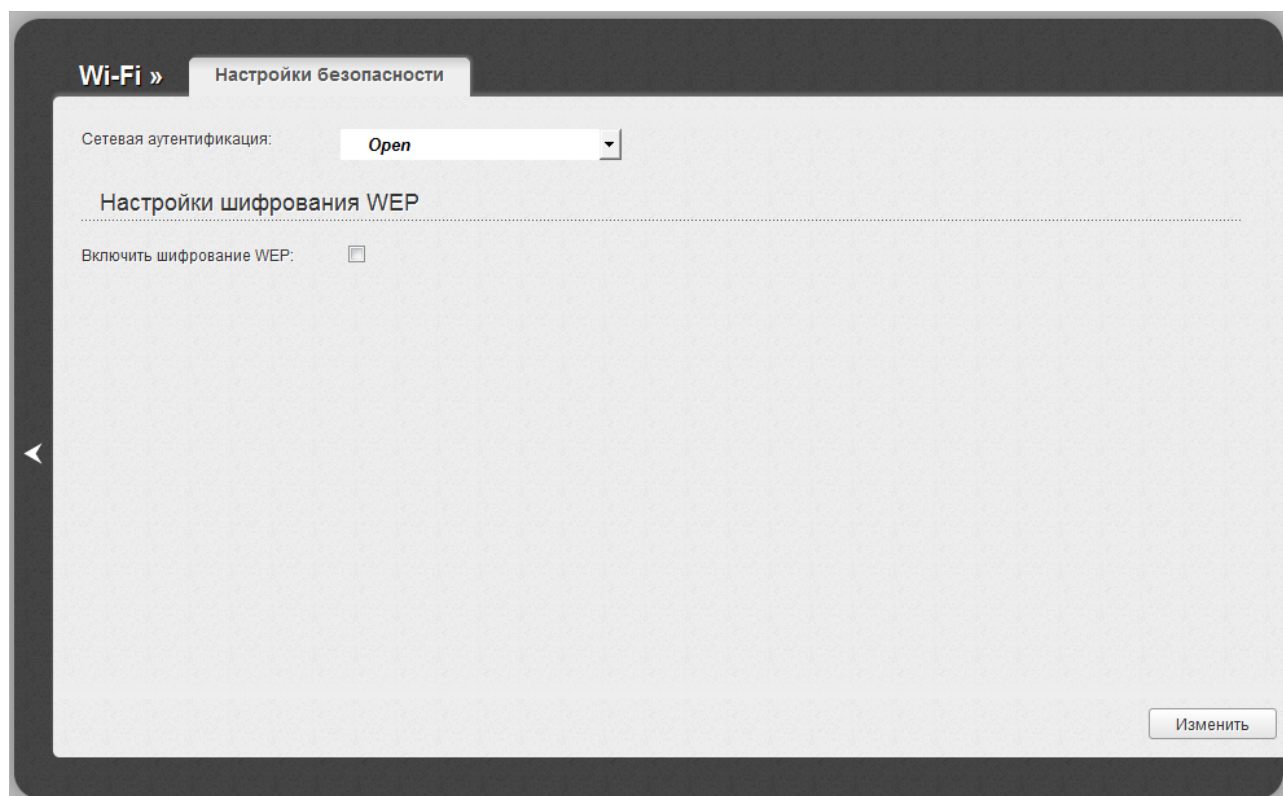 Wi-Fi » Настройки безопасности
Сетевая аутентификация: Open
Настройки шифрования WEP
Включить шифрование WEP:
Изменить